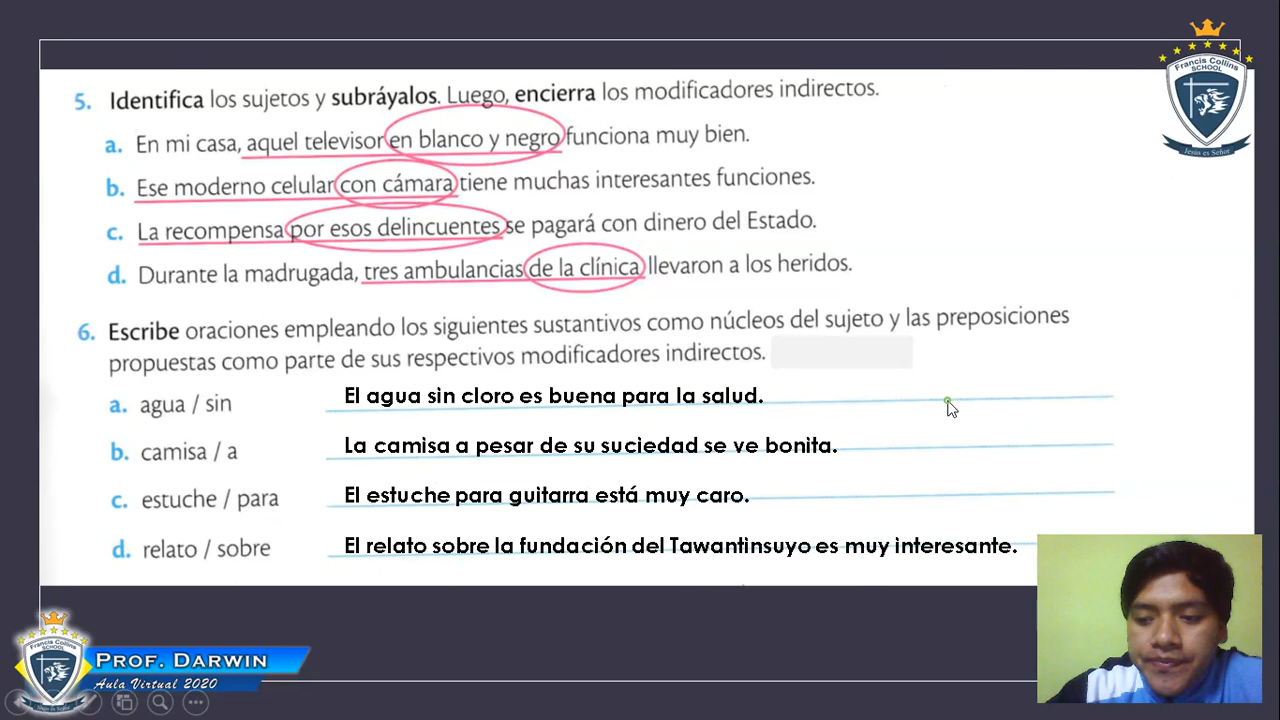 Francis Collins
SCHOOL
Jesús es Señor
5. Identifica los sujetos y subráyalos. Luego, encierra los modificadores indirectos.
a. En mi casa, aquel televisor en blanco y negro funciona muy bien.
b. Ese moderno celular con cámara tiene muchas interesantes funciones.
c. La recompensa por esos delincuentes se pagará con dinero del Estado.
d. Durante la madrugada, tres ambulancias de la clínica llevaron a los heridos.
6. Escribe oraciones empleando los siguientes sustantivos como núcleos del sujeto y las preposiciones
propuestas como parte de sus respectivos modificadores indirectos.
a. agua / sin El agua sin cloro es buena para la salud.
b. camisa / a La camisa a pesar de su suciedad se ve bonita.
c. estuche / para El estuche para guitarra está muy caro.
d. relato / sobre El relato sobre la fundación del Tawantinsuyo es muy interesante.
Francis Collins
SCHOOL
PROF. DARWIN
Aula Virtual 2020